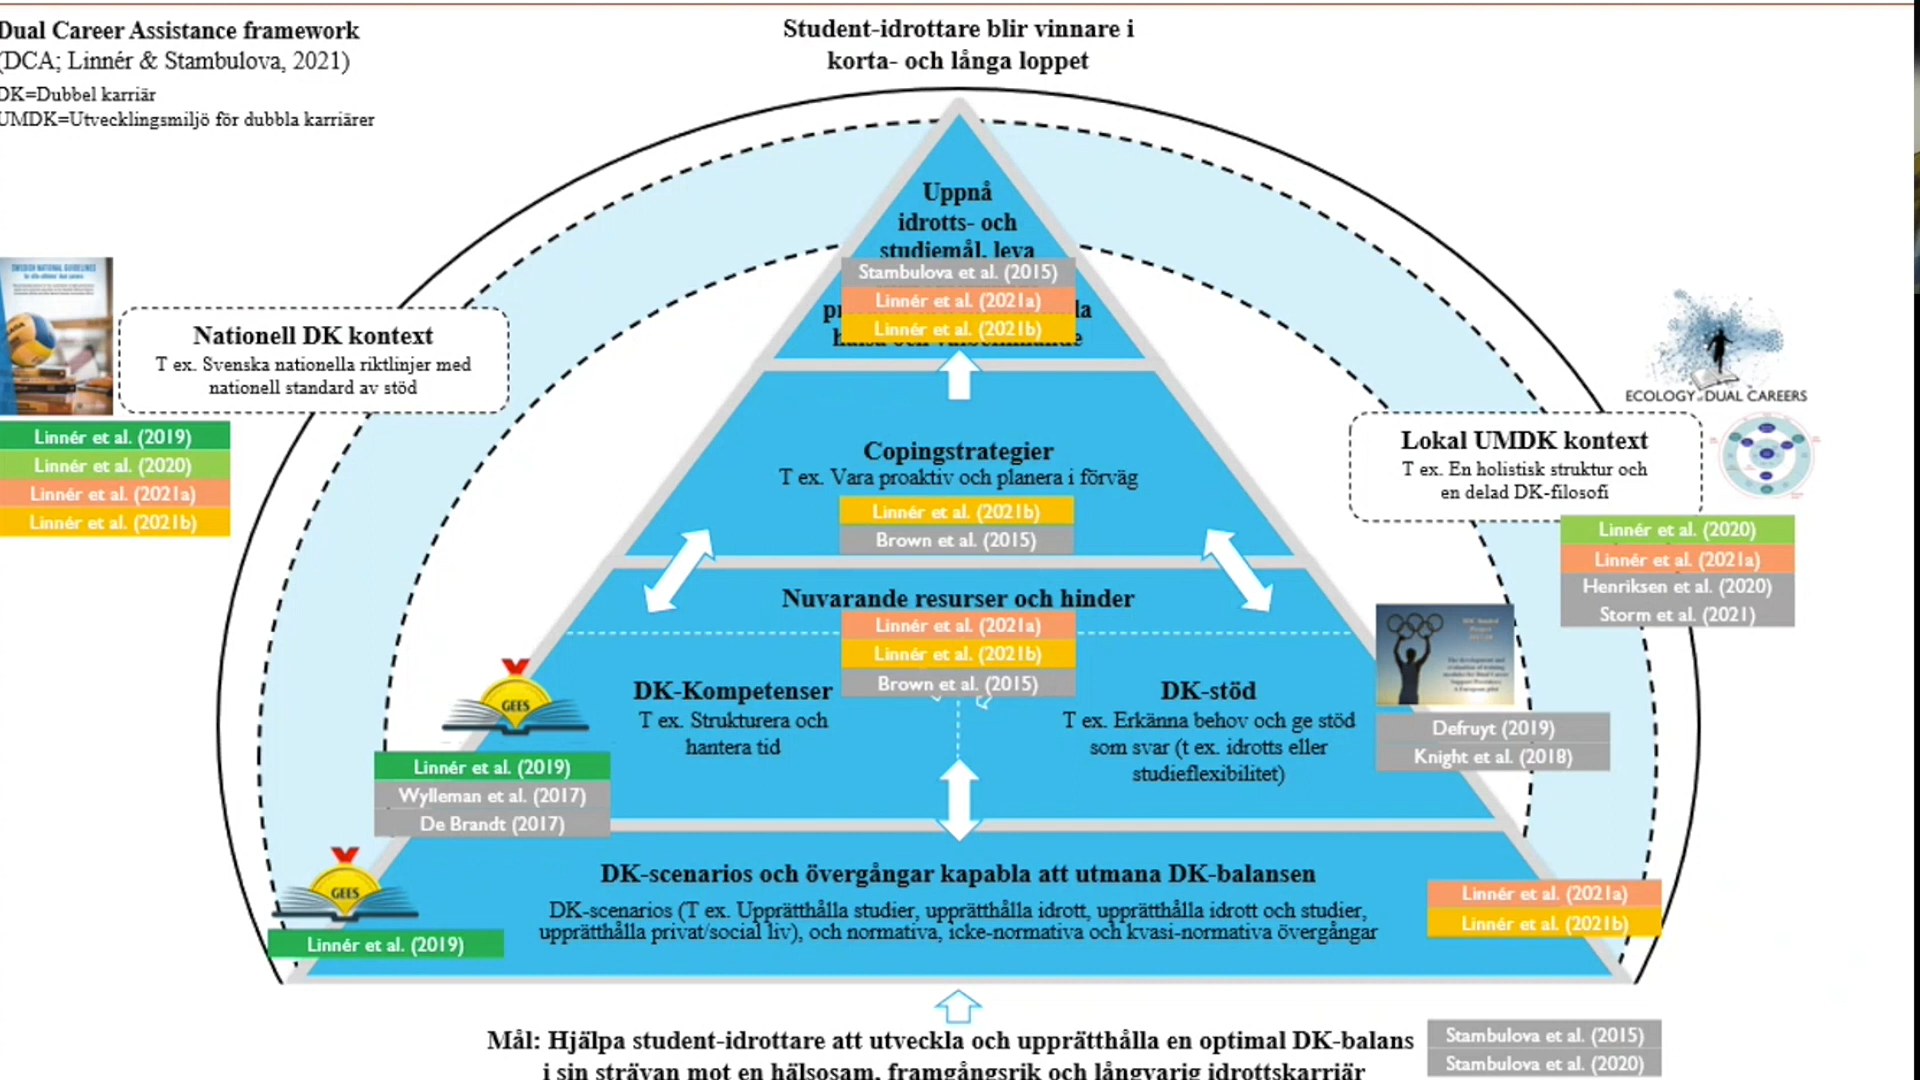 Dual Career Assistance framework
(DCA; Linnér & Stambulova, 2021)
DK=Dubbel karriär
UMDK=Utvecklingsmiljö för dubbla karriärer
Student-idrottare blir vinnare i
korta- och långa loppet
Uppnå
idrotts- och
studiemål, leva
Stambulova et al. (2015)
Linnér et al. (2021a)
Linnér et al. (2021b)
SWEDISH NATIONAL GUIDELINES
Nationell DK kontext
T ex. Svenska nationella riktlinjer med
nationell standard av stöd
Linnér et al. (2019)
Linnér et al. (2020)
Linnér et al. (2021a)
Linnér et al. (2021b)
ECOLOGY OF DUAL CAREERS
Lokal UMDK kontext
T ex. En holistisk struktur och
en delad DK-filosofi
Linnér et al. (2020)
Linnér et al. (2021a)
Henriksen et al. (2020)
Storm et al. (2021)
Copingstrategier
T ex. Vara proaktiv och planera i förväg
Linnér et al. (2021b)
Brown et al. (2015)
Nuvarande resurser och hinder
Linnér et al. (2021a)
Linnér et al. (2021b)
Brown et al. (2015)
GEES
DK-Kompetenser
T ex. Strukturera och
hantera tid
Linnér et al. (2019)
Wylleman et al. (2017)
De Brandt (2017)
DK-stöd
T ex. Erkänna behov och ge stöd
som svar (t ex. idrotts eller
studieflexibilitet)
Defruyt (2019)
Knight et al. (2018)
GEES
Linnér et al. (2019)
DK-scenarios och övergångar kapabla att utmana DK-balansen
DK-scenarios (T ex. Upprätthålla studier, upprätthålla idrott, upprätthålla idrott och studier,
upprätthålla privat/social liv), och normativa, icke-normativa och kvasi-normativa övergångar
Linnér et al. (2021a)
Linnér et al. (2021b)
Mål: Hjälpa student-idrottare att utveckla och upprätthålla en optimal DK-balans
i sin strävan mot en hälsosam, framgångsrik och långvarig idrottskarriär
Stambulova et al. (2015)
Stambulova et al. (2020)